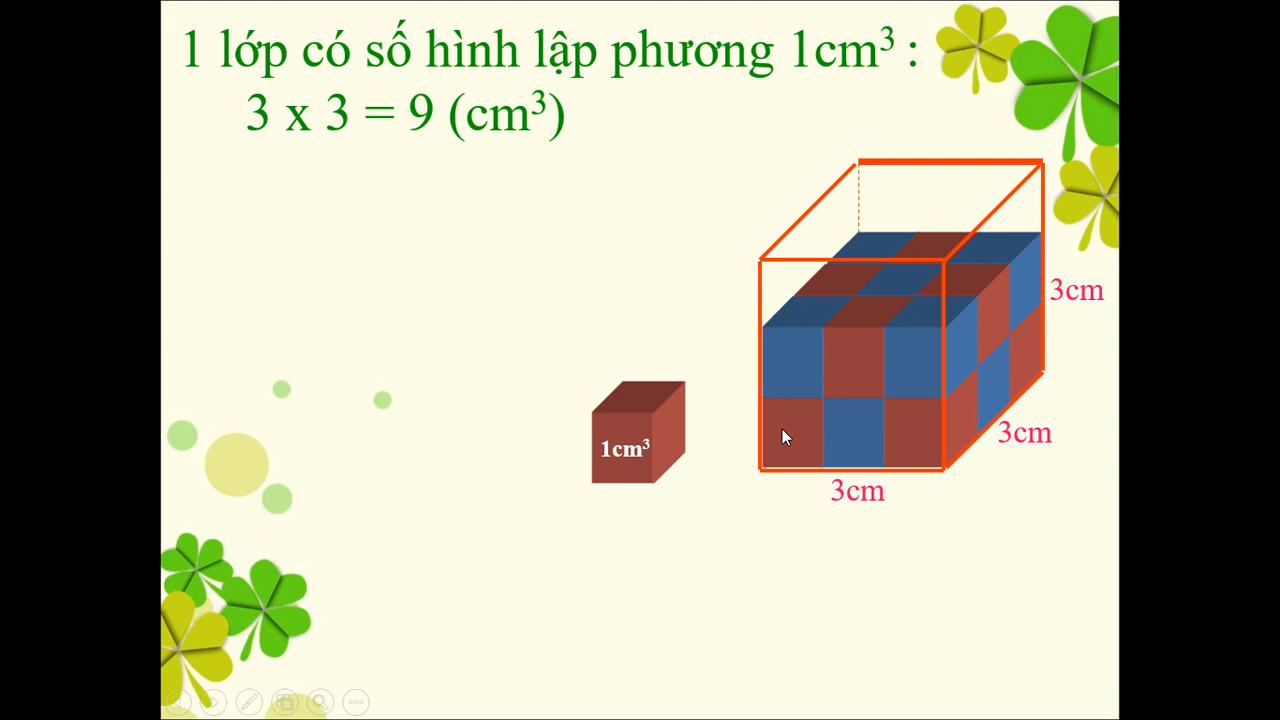 1 lớp có số hình lập phương 1cm³ :
3 x 3 = 9 (cm³)
3cm
3cm
1cm³
3cm